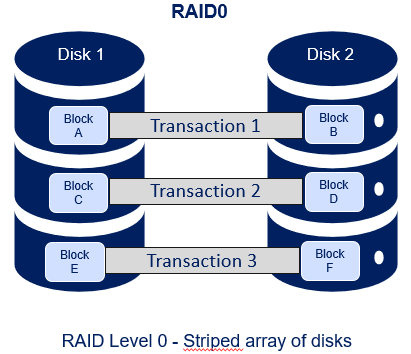 RAID0
Disk 1
Disk 2
Block
A
Transaction 1
Block
B
Block
C
Transaction 2
Block
D
Block
E
Transaction 3
Block
F
RAID Level 0 - Striped array of disks